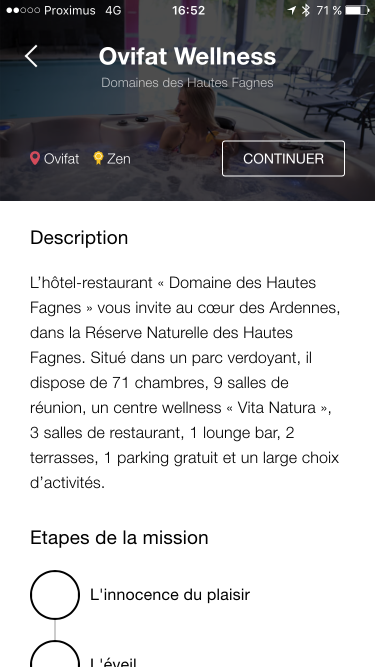 Proximus 4G 16:52 71 %
Ovifat Wellness
Domaines des Hautes Fagnes
Ovifat Zen CONTINUER
Description
L'hôtel-restaurant « Domaine des Hautes
Fagnes » vous invite au cœur des Ardennes,
dans la Réserve Naturelle des Hautes
Fagnes. Situé dans un parc verdoyant, il
dispose de 71 chambres, 9 salles de
réunion, un centre wellness « Vita Natura »,
3 salles de restaurant, 1 lounge bar, 2
terrasses, 1 parking gratuit et un large choix
d'activités.
Etapes de la mission
L'innocence du plaisir
L'éveil